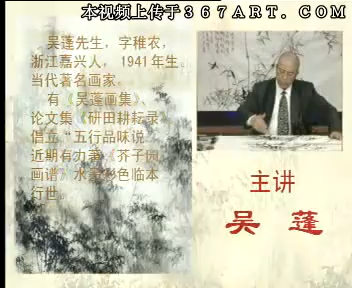 本视频上传于367ART.COM
吴蓬先生，字稚农，
浙江嘉兴人，1941年生。
当代著名画家。
有《吴蓬画集》、
论文集《研田耕耘录》
倡立“五行品味说
近期有力著《芥子园
画谱》水墨彩色临本
行世。
主讲
吴 蓬